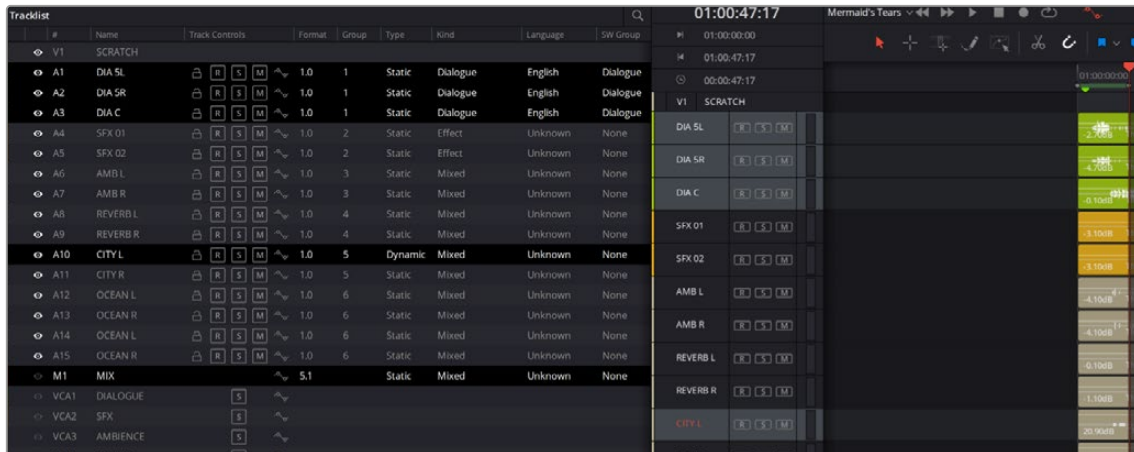 Tracklist
# Name Track Controls Format Group Type Kind Language SW Group
V1 SCRATCH
A1 DIA 5L R S M 1.0 1 Static Dialogue English Dialogue
A2 DIA 5R R S M 1.0 1 Static Dialogue English Dialogue
A3 DIA C R S M 1.0 1 Static Dialogue English Dialogue
A4 SFX 01 R S M 1.0 2 Static Effect Unknown None
A5 SFX 02 R S M 1.0 2 Static Effect Unknown None
A6 AMB L R S M 1.0 3 Static Mixed Unknown None
A7 AMB R R S M 1.0 3 Static Mixed Unknown None
A8 REVERB L R S M 1.0 4 Static Mixed Unknown None
A9 REVERB R R S M 1.0 4 Static Mixed Unknown None
A10 CITY L R S M 1.0 5 Dynamic Mixed Unknown None
A11 CITY R R S M 1.0 5 Static Mixed Unknown None
A12 OCEAN L R S M 1.0 6 Static Mixed Unknown None
A13 OCEAN R R S M 1.0 6 Static Mixed Unknown None
A14 OCEAN L R S M 1.0 6 Static Mixed Unknown None
A15 OCEAN R R S M 1.0 6 Static Mixed Unknown None
M1 MIX 5.1 Static Mixed Unknown None
VCA1 DIALOGUE S
VCA2 SFX S
VCA3 AMBIENCE S
01:00:47:17 Mermaid's Tears
01:00:00:00
01:00:47:17
00:00:47:17
01:00:00:00
V1 SCRATCH
DIA 5L R S M
DIA 5R R S M
-4.70dB
DIA C R S M
-0.10dB
SFX 01 R S M
-3.10dB
SFX 02 R S M
-3.10dB
AMB L R S M
-4.10dB
AMB R R S M
-4.10dB
REVERB L R S M
-0.10dB
REVERB R R S M
-1.10dB
CITY L R S M
20.90dB